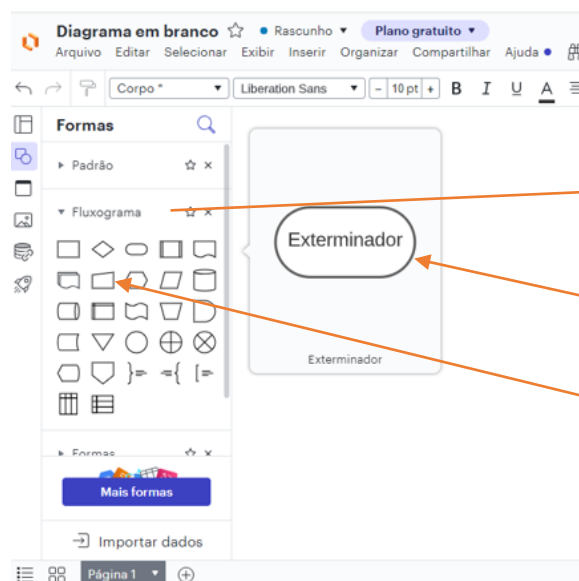 Diagrama em branco Rascunho Plano gratuito
Arquivo Editar Selecionar Exibir Inserir Organizar Compartilhar Ajuda
Corpo * Liberation Sans - 10 pt + B I U A
Formas
Padrão
Fluxograma
Exterminador
Exterminador
Formas
Mais formas
Importar dados
Página 1